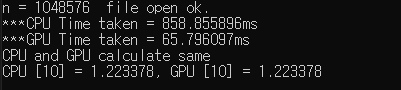 n = 1048576  file open ok.
***CPU Time taken = 858.855896ms
***GPU Time taken = 65.796097ms
CPU and GPU calculate same
CPU [10] = 1.223378, GPU [10] = 1.223378